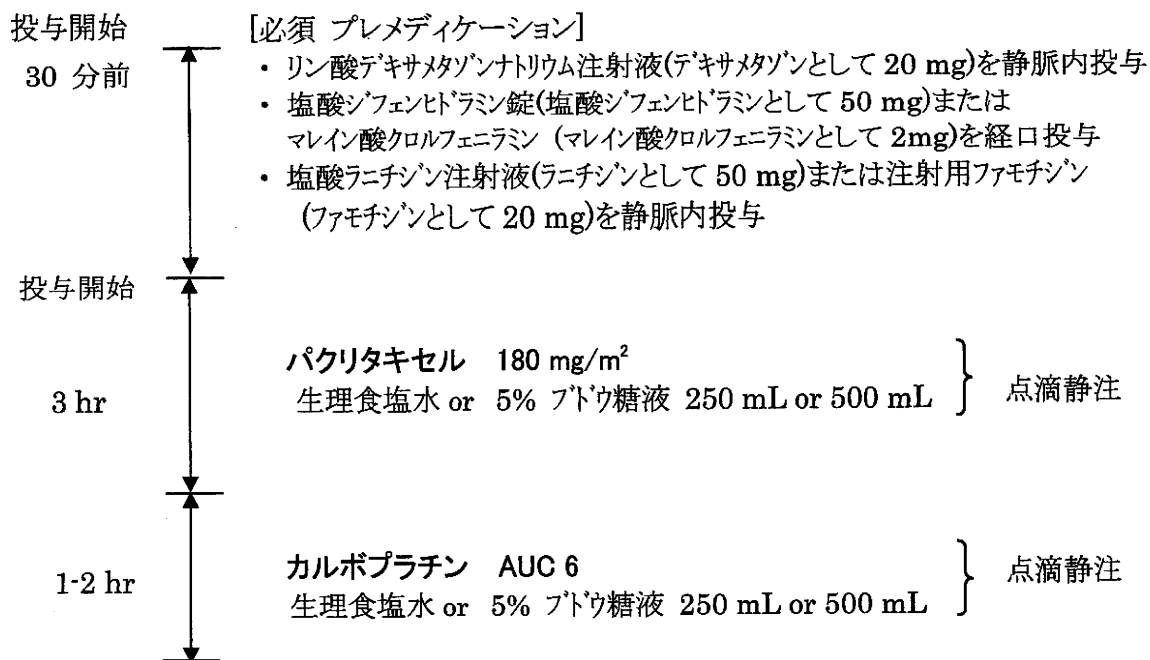 投与開始
30 分前
[必須 プレメディケーション]
・ リン酸デキサメタゾンナトリウム注射液(デキサメタゾンとして 20 mg)を静脈内投与
・ 塩酸ジフェンヒドラミン錠(塩酸ジフェンヒドラミンとして 50 mg)または
マレイン酸クロルフェニラミン (マレイン酸クロルフェニラミンとして 2mg)を経口投与
・ 塩酸ラニチジン注射液(ラニチジンとして 50 mg)または注射用ファモチジン
(ファモチジンとして 20 mg)を静脈内投与
投与開始
3 hr
パクリタキセル 180 mg/m²
生理食塩水 or 5% ブドウ糖液 250 mL or 500 mL
点滴静注
1-2 hr
カルボプラチン AUC 6
生理食塩水 or 5% ブドウ糖液 250 mL or 500 mL
点滴静注